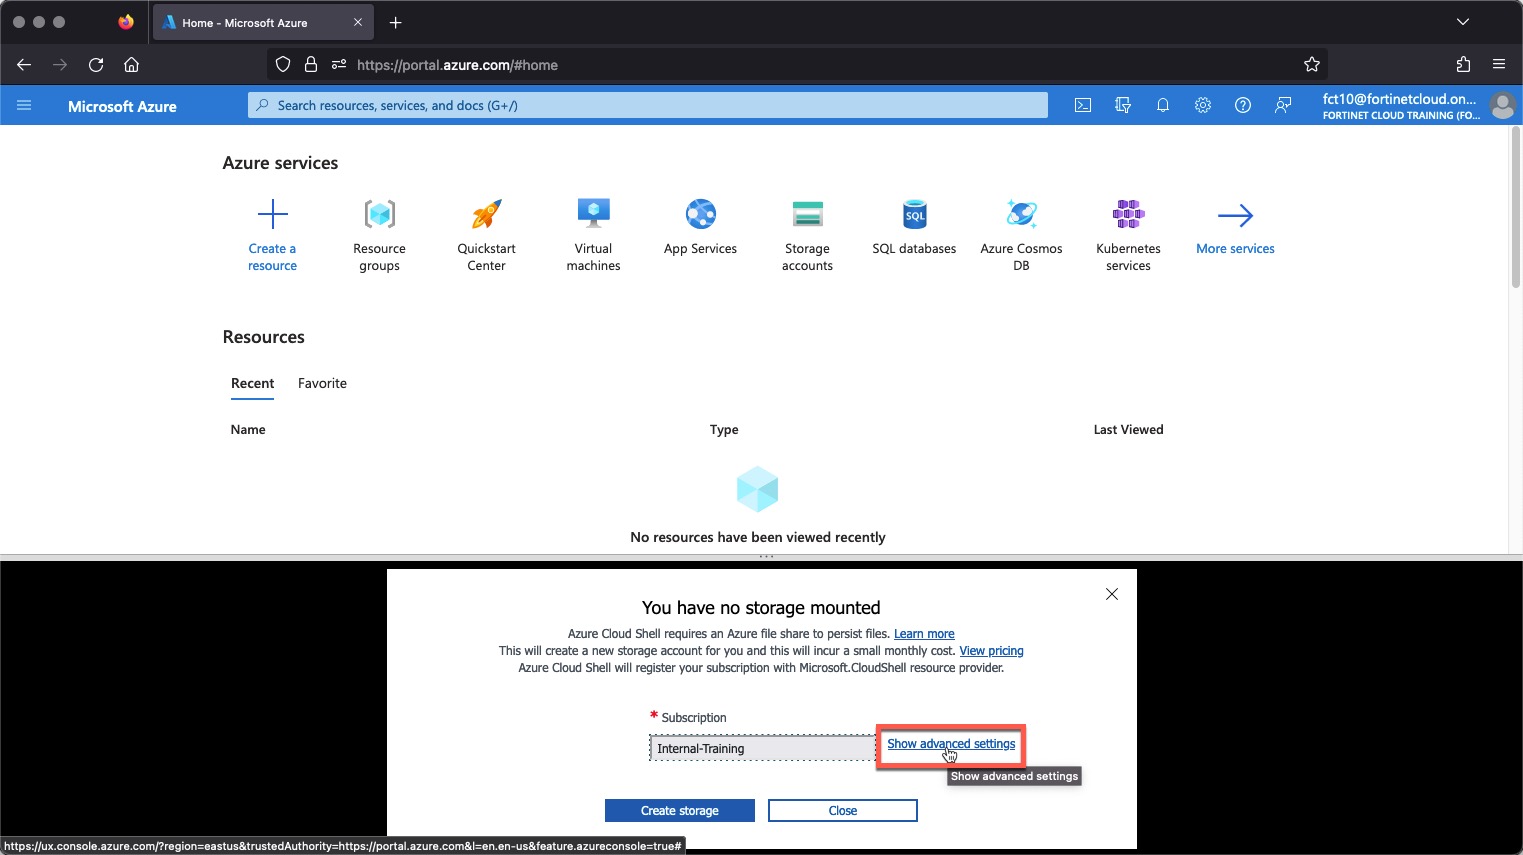 Home - Microsoft Azure
https://portal.azure.com/#home
Microsoft Azure
Search resources, services, and docs (G+/)
fct10@fortinetcloud.on...
FORTINET CLOUD TRAINING (FO...
Azure services
Create a
resource
Resource
groups
Quickstart
Center
Virtual
machines
App Services
Storage
accounts
SQL
SQL databases
Azure Cosmos
DB
Kubernetes
services
More services
Resources
Recent
Favorite
Name
Type
Last Viewed
No resources have been viewed recently
You have no storage mounted
Azure Cloud Shell requires an Azure file share to persist files. Learn more
This will create a new storage account for you and this will incur a small monthly cost. View pricing
Azure Cloud Shell will register your subscription with Microsoft.CloudShell resource provider.
* Subscription
Internal-Training
Show advanced settings
Show advanced settings
Create storage
Close
https://ux.console.azure.com/?region=eastus&trustedAuthority=https://portal.azure.com&l=en.en-us&feature.azureconsole=true#